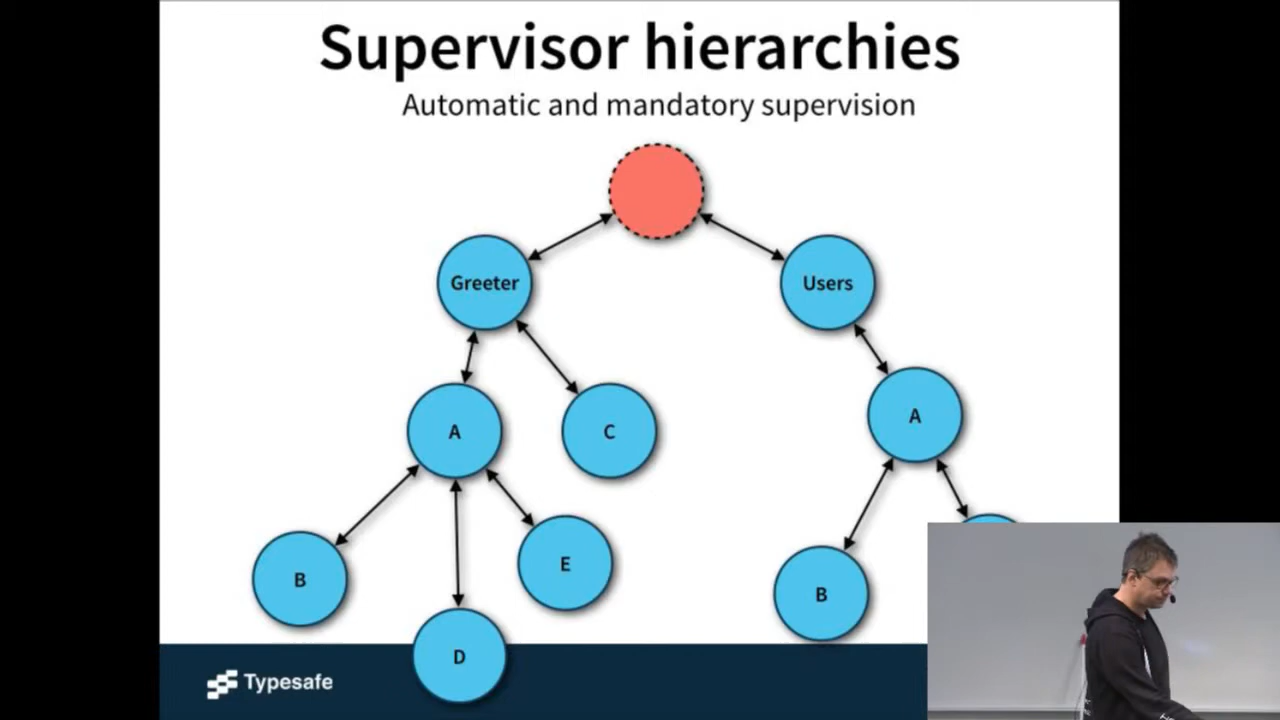 Supervisor hierarchies
Automatic and mandatory supervision
Greeter
Users
A
C
A
B
E
B
D
Typesafe